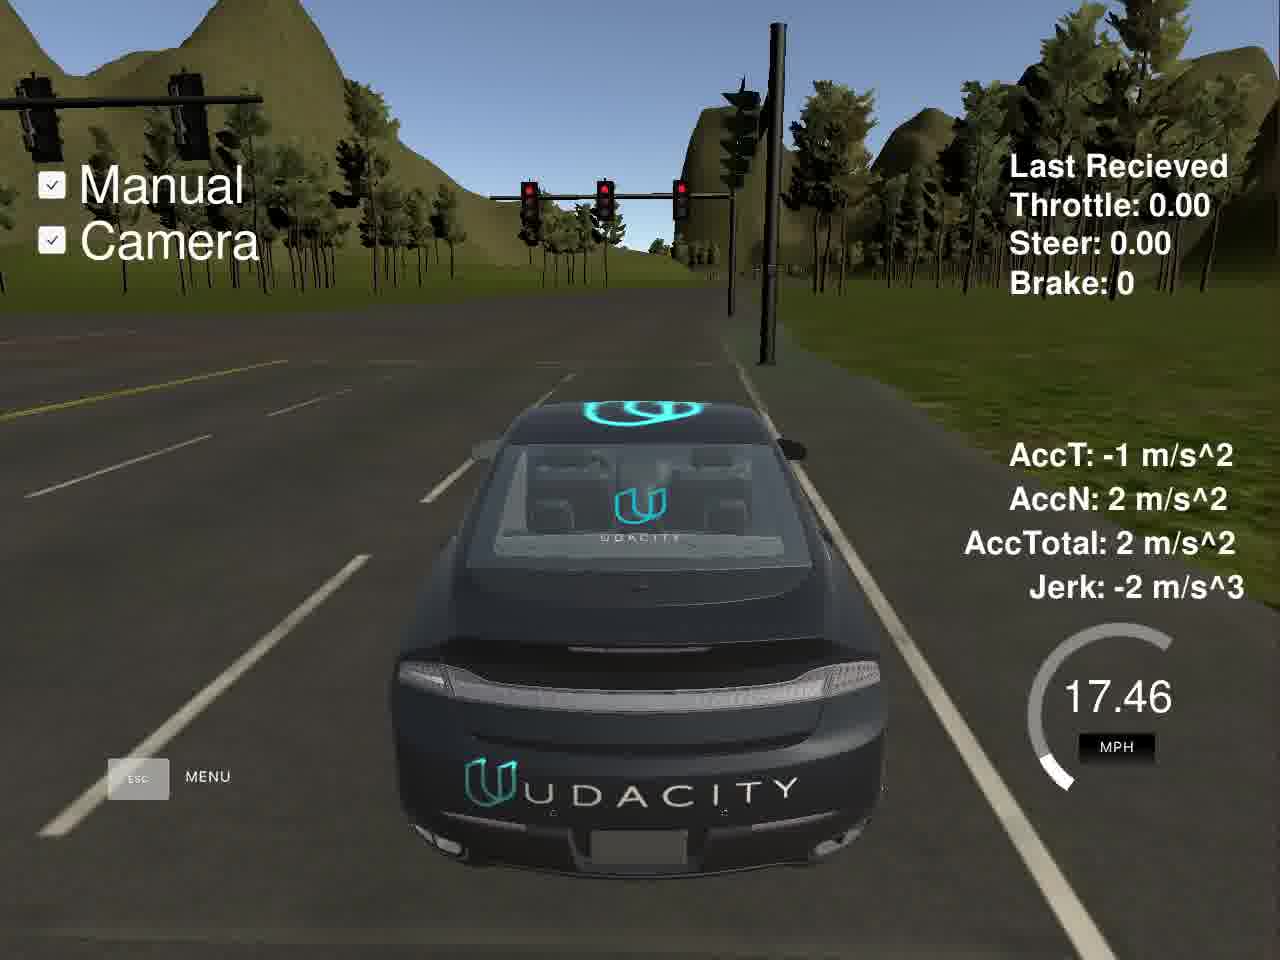 Manual
Camera
Last Recieved
Throttle: 0.00
Steer: 0.00
Brake: 0
AccT: -1 m/s^2
AccN: 2 m/s^2
AccTotal: 2 m/s^2
Jerk: -2 m/s^3
17.46
MPH
ESC MENU
UDACITY
UDACITY